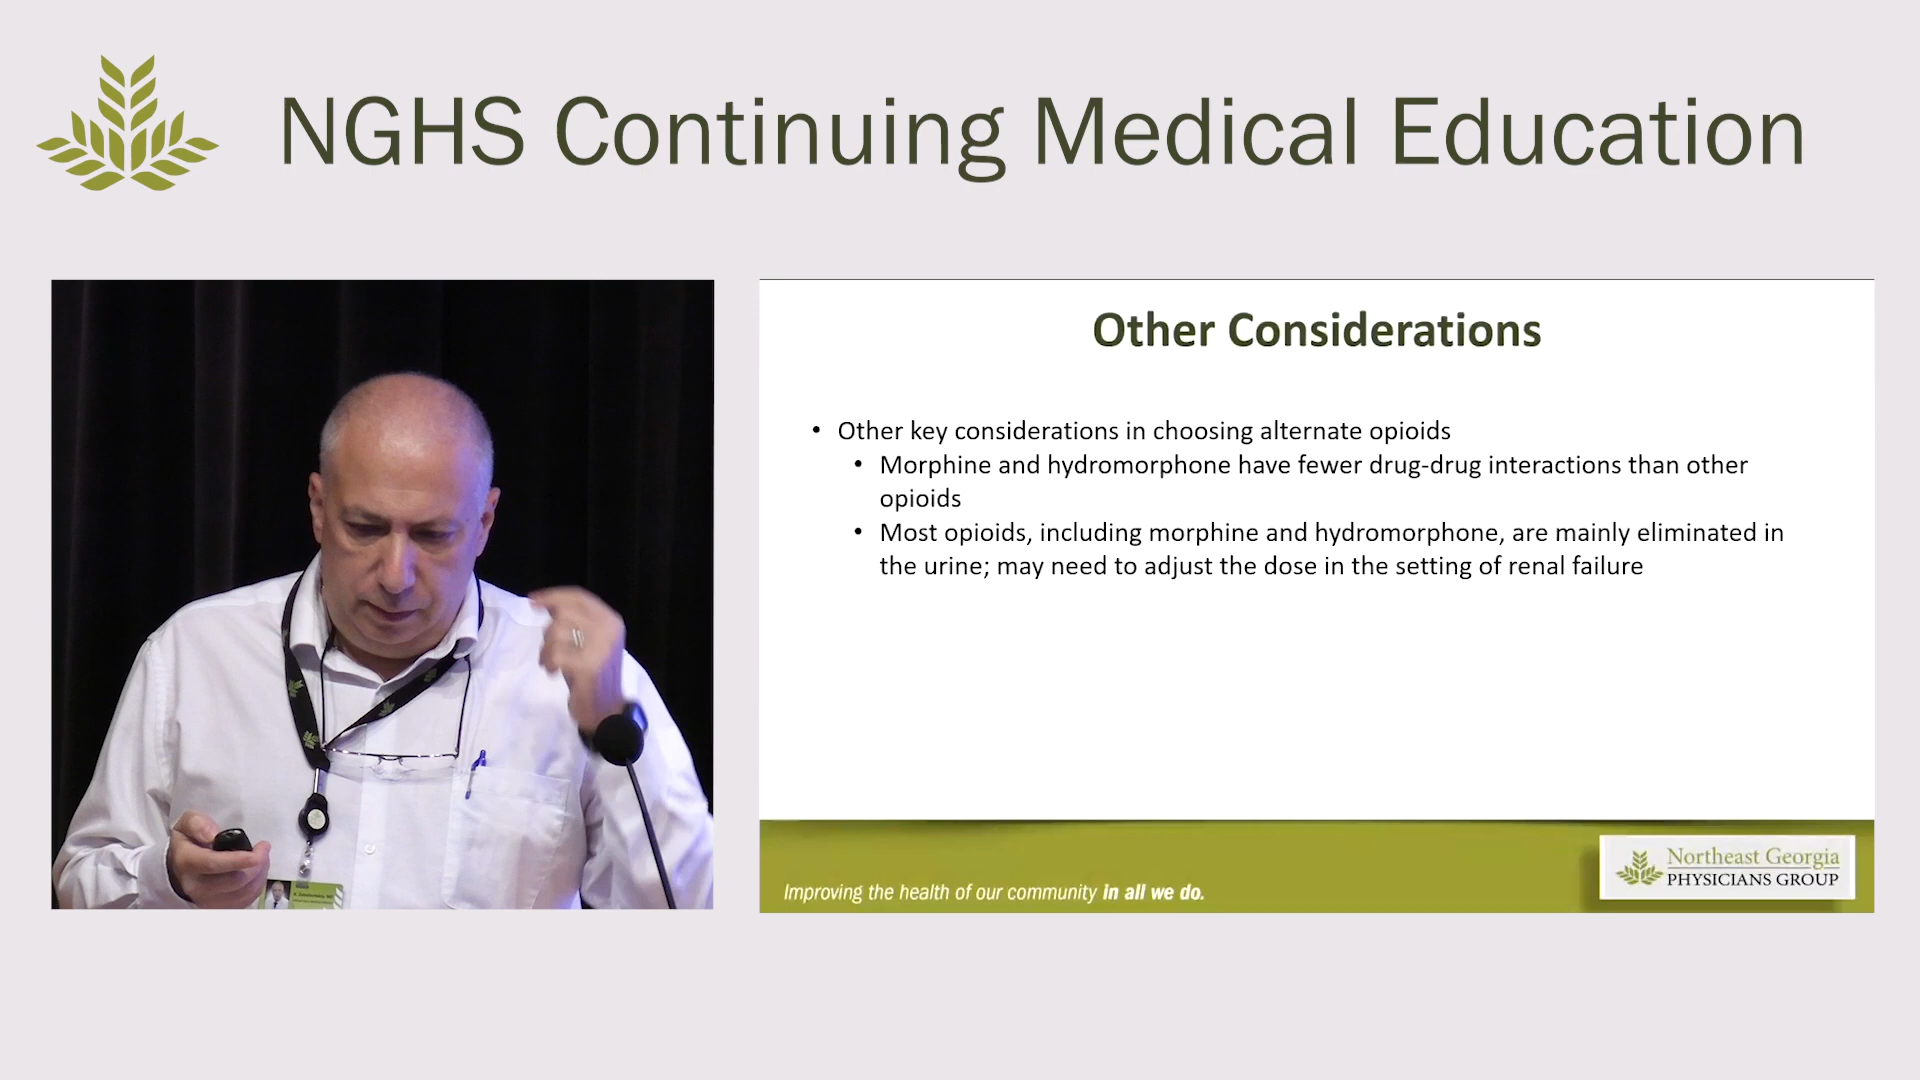 NGHS Continuing Medical Education
Other Considerations
• Other key considerations in choosing alternate opioids
• Morphine and hydromorphone have fewer drug-drug interactions than other
opioids
• Most opioids, including morphine and hydromorphone, are mainly eliminated in
the urine; may need to adjust the dose in the setting of renal failure
Improving the health of our community in all we do.
Northeast Georgia
PHYSICIANS GROUP